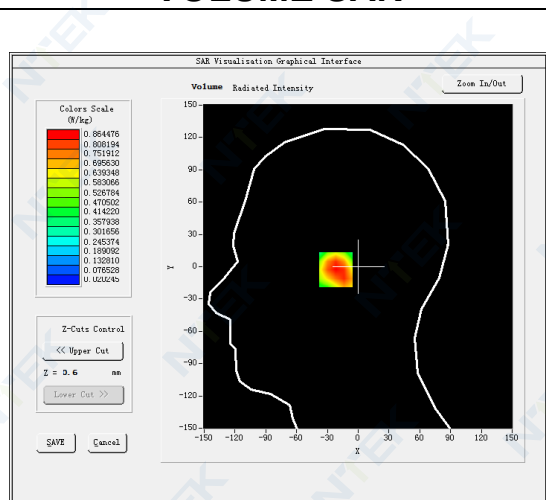 VOLUME SAR
SAR Visualisation Graphical Interface
Volume Radiated Intensity
Zoom In/Out
Colors Scale
(W/kg)
0.864476
0.808194
0.751912
0.695630
0.639348
0.583066
0.526784
0.470502
0.414220
0.357938
0.301656
0.245374
0.189092
0.132810
0.076528
0.020245
Z-Cuts Control
<< Upper Cut
Z = 0.6 mm
Lower Cut >>
SAVE Cancel
150
120
90
60
30
Y 0
-30
-60
-90
-120
-150
-150 -120 -90 -60 -30 0 30 60 90 120 150
X
NTEK